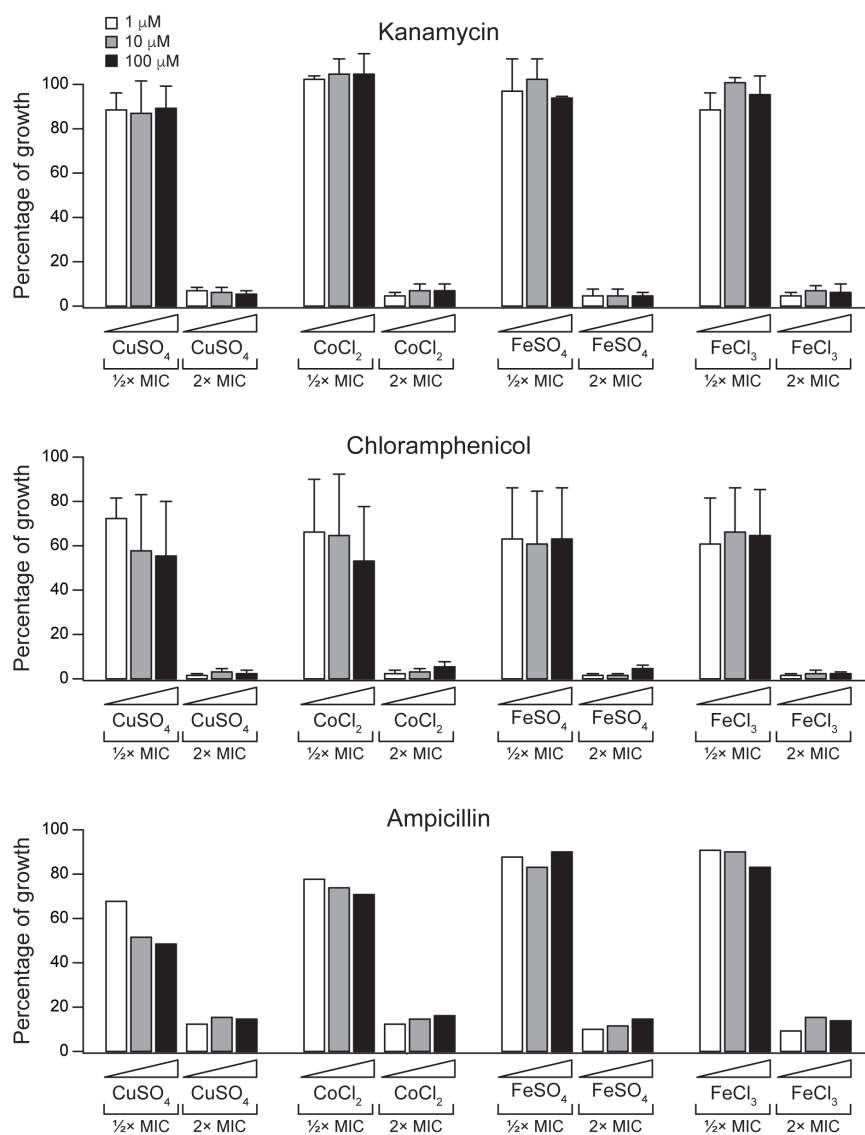 1 μM
10 μM
100 μM
Kanamycin
Percentage of growth
100
80
60
40
20
0
CuSO4 CuSO4 CoCl2 CoCl2 FeSO4 FeSO4 FeCl3 FeCl3
½× MIC 2× MIC ½× MIC 2× MIC ½× MIC 2× MIC ½× MIC 2× MIC
Chloramphenicol
Percentage of growth
100
80
60
40
20
0
CuSO4 CuSO4 CoCl2 CoCl2 FeSO4 FeSO4 FeCl3 FeCl3
½× MIC 2× MIC ½× MIC 2× MIC ½× MIC 2× MIC ½× MIC 2× MIC
Ampicillin
Percentage of growth
100
80
60
40
20
0
CuSO4 CuSO4 CoCl2 CoCl2 FeSO4 FeSO4 FeCl3 FeCl3
½× MIC 2× MIC ½× MIC 2× MIC ½× MIC 2× MIC ½× MIC 2× MIC